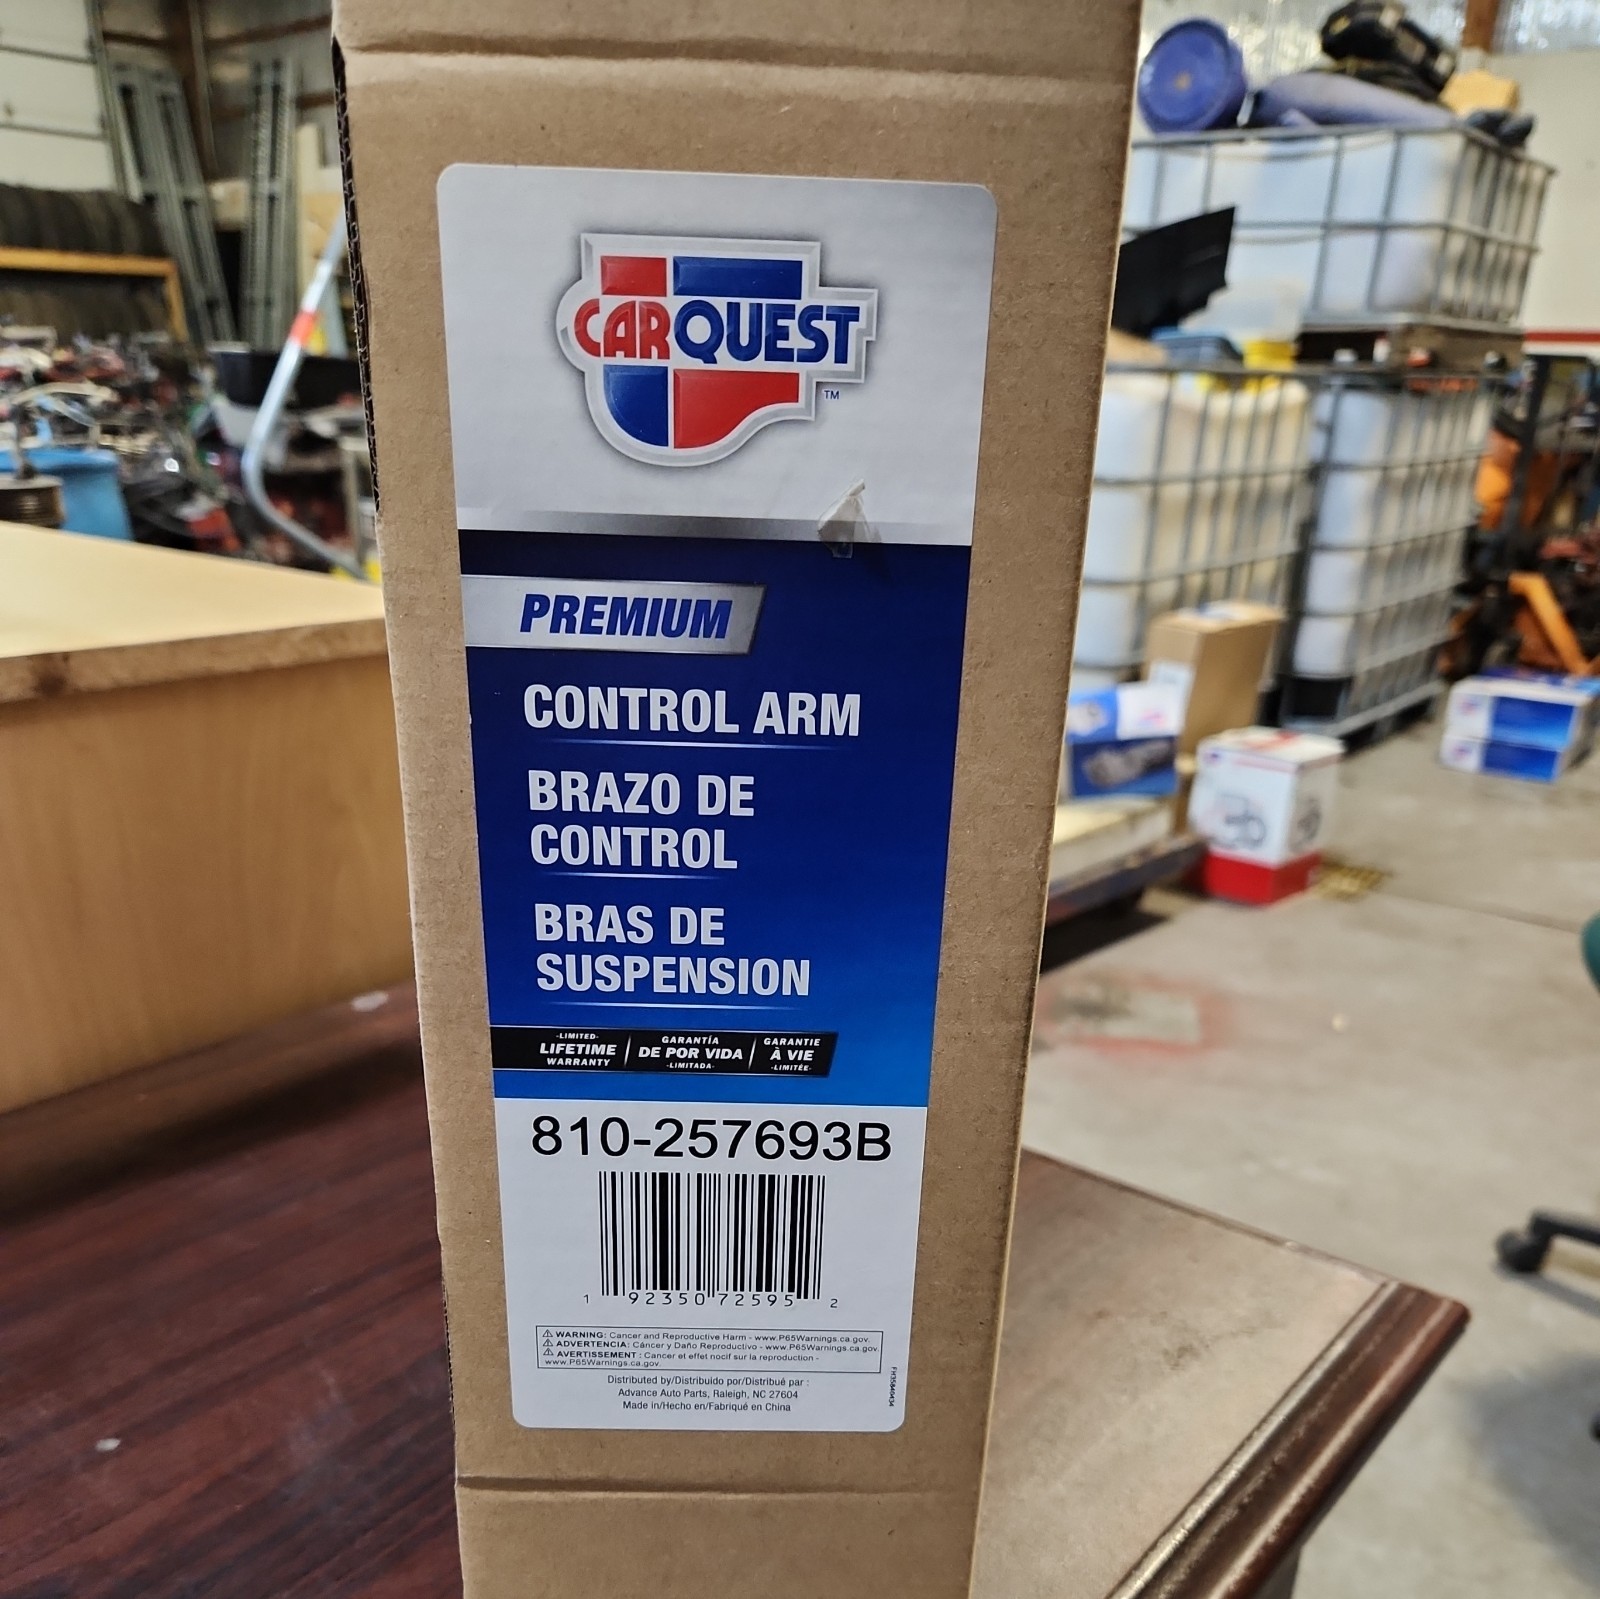 CARQUEST
TM
PREMIUM
CONTROL ARM
BRAZO DE
CONTROL
BRAS DE
SUSPENSION
-LIMITED-
LIFETIME
WARRANTY
GARANTÍA
DE POR VIDA
-LIMITADA-
GARANTIE
À VIE
-LIMITÉE-
810-257693B
1 92350 72595 2
⚠ WARNING: Cancer and Reproductive Harm - www.P65Warnings.ca.gov.
⚠ ADVERTENCIA: Cáncer y Daño Reproductivo - www.P65Warnings.ca.gov.
⚠ AVERTISSEMENT : Cancer et effet nocif sur la reproduction -
www.P65Warnings.ca.gov.
Distributed by/Distribuido por/Distribué par :
Advance Auto Parts, Raleigh, NC 27604
Made in/Hecho en/Fabriqué en China